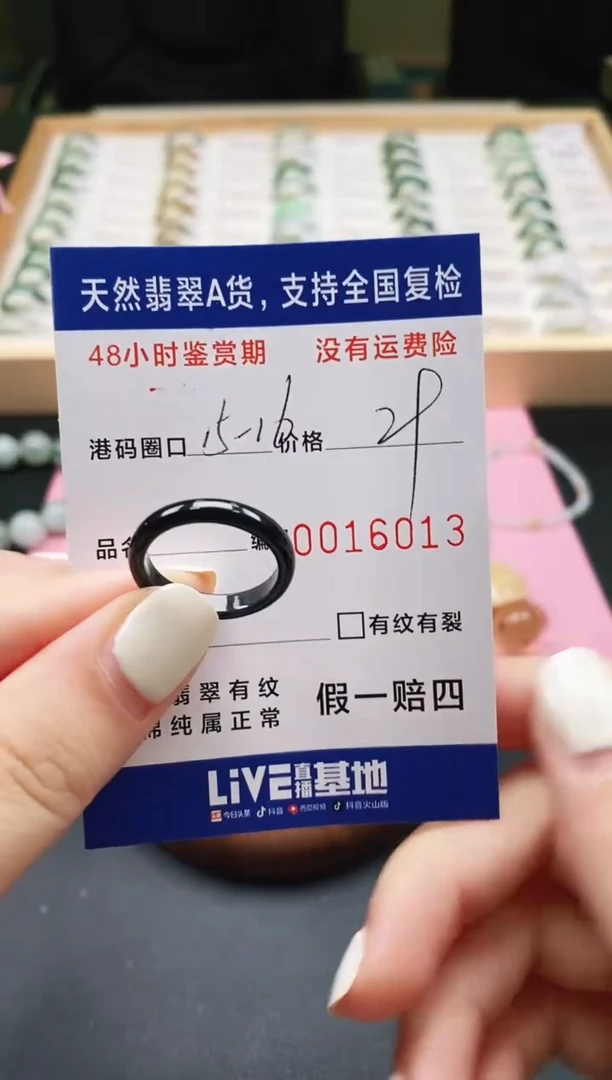 天然翡翠A货，支持全国复检
48小时鉴赏期 没有运费险
港码圈口 15-16 价格
品 编 0016013
□有纹有裂
翡翠有纹
棉纯属正常
假一赔四
LiVE直播基地
今日头条 抖音 西瓜视频 抖音火山版